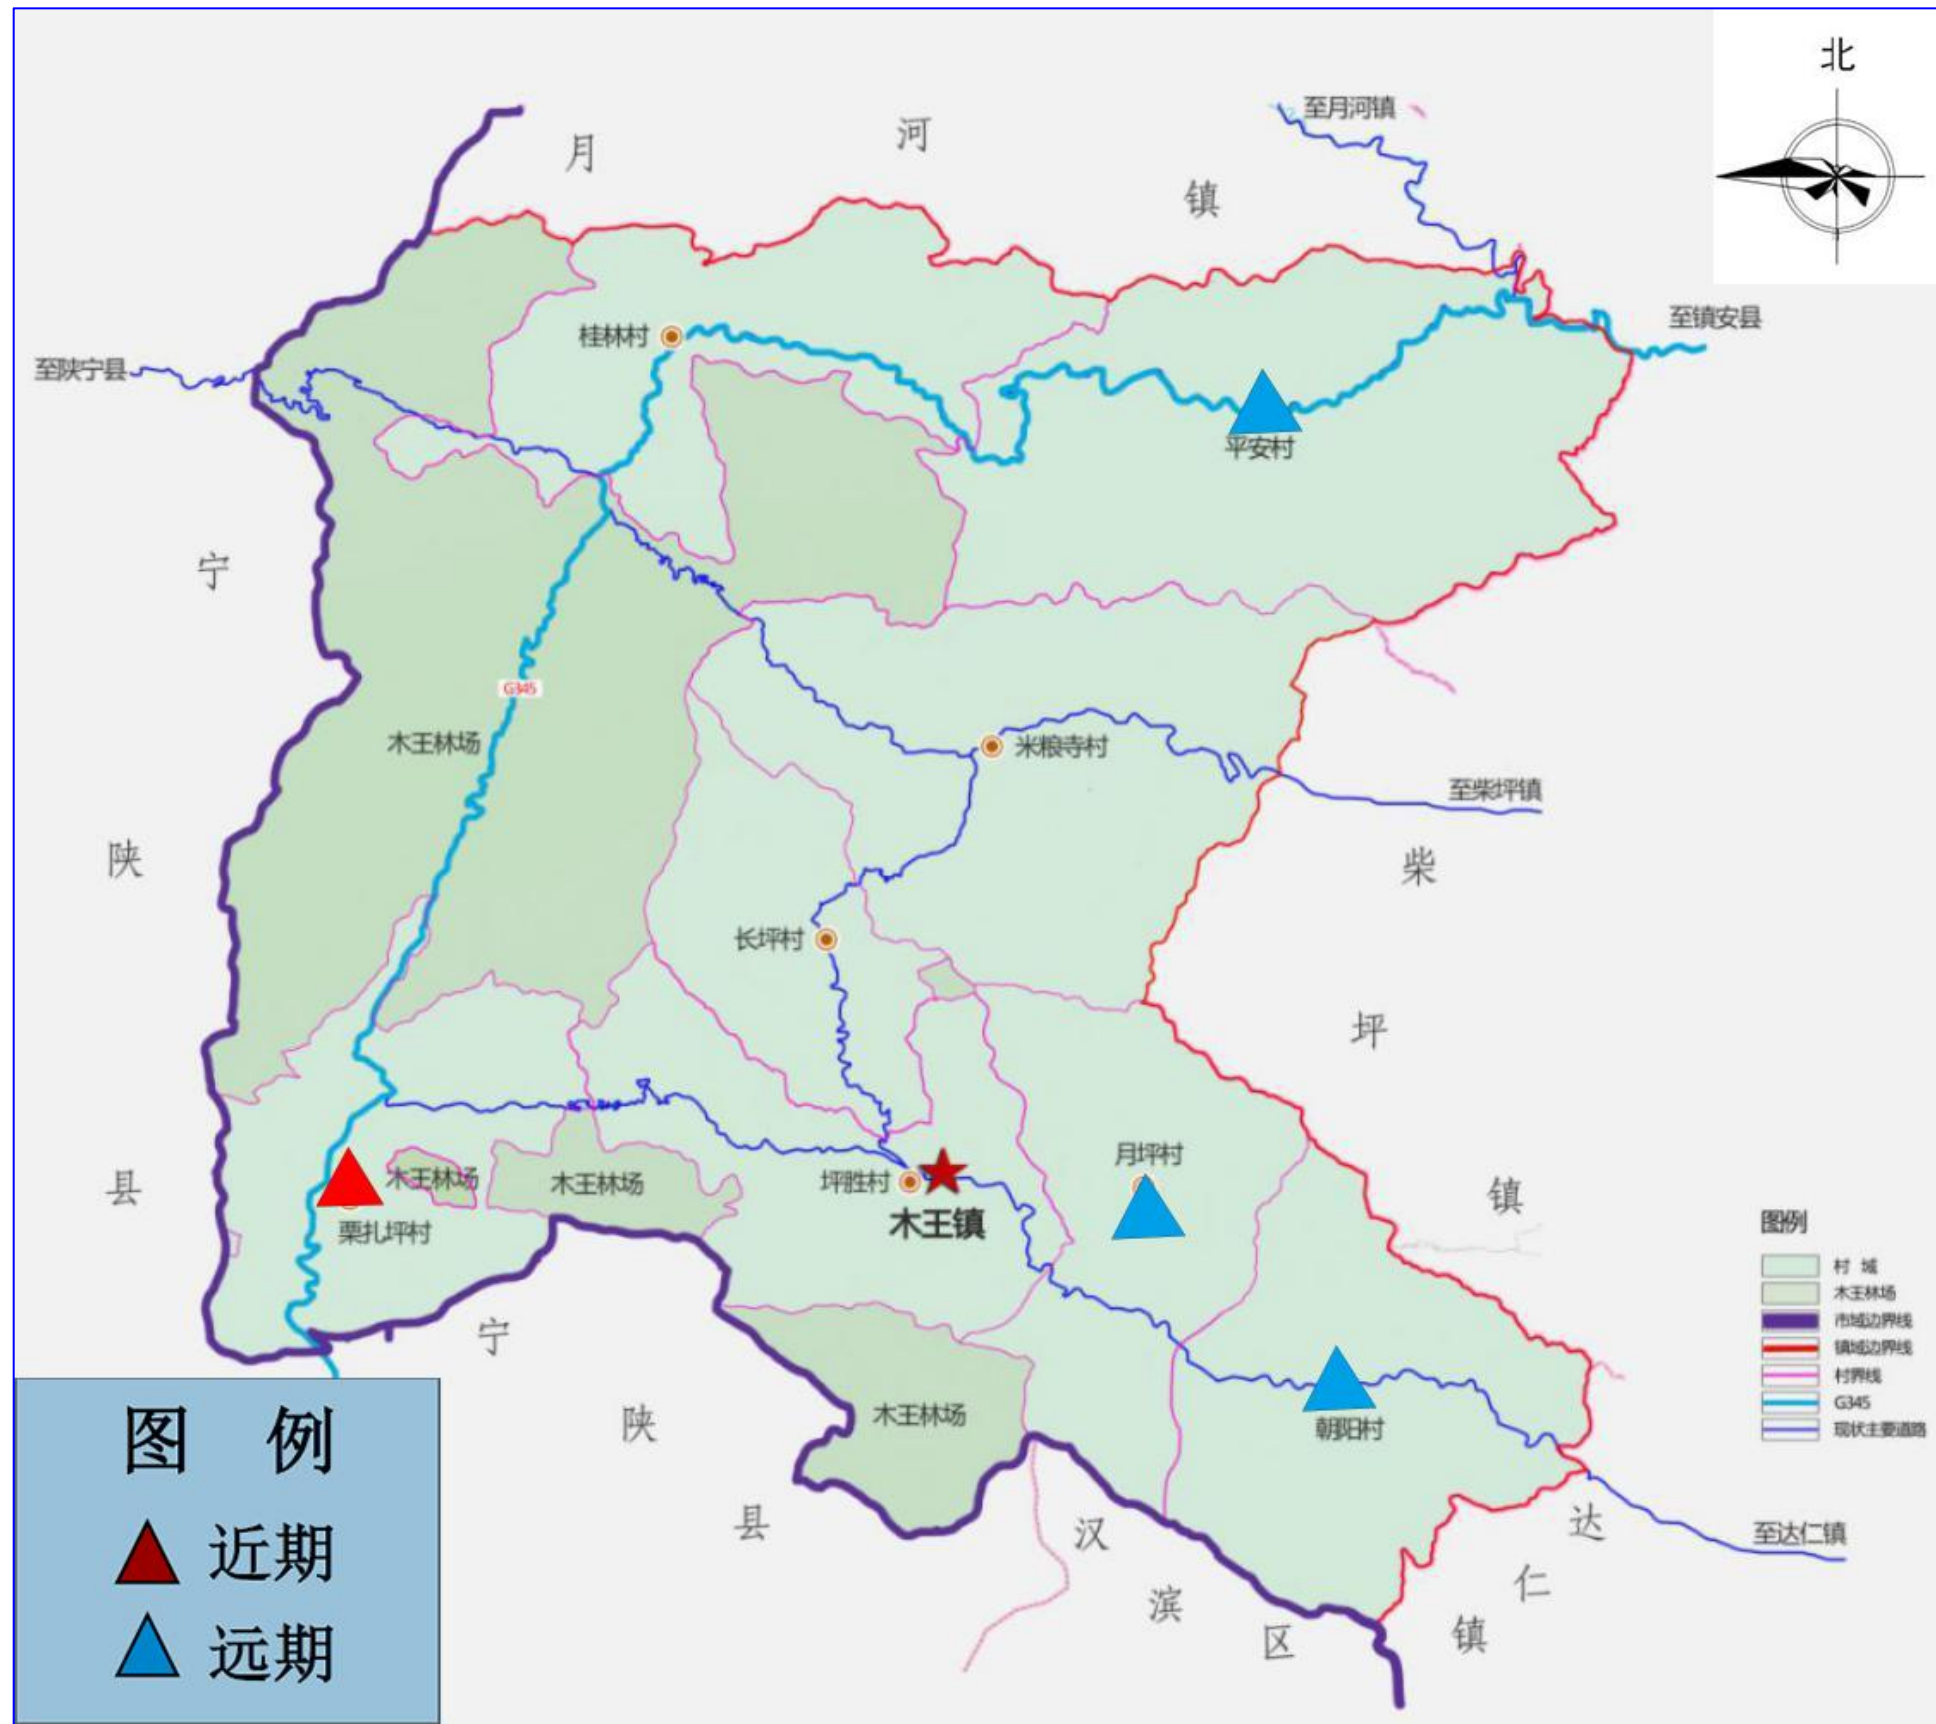 北
至月河镇
月
河
镇
至镇安县
桂林村
至陕宁县
平安村
宁
G345
木王林场
米粮寺村
至柴坪镇
陕
柴
长坪村
坪
月坪村
县
木王林场
木王林场
坪胜村
镇
木王镇
栗扎坪村
图例
村 域
木王林场
市域边界线
镇域边界线
村界线
G345
现状主要道路
宁
陕
木王林场
朝阳村
县
汉
达
至达仁镇
滨
仁
区
镇
图 例
近期
远期